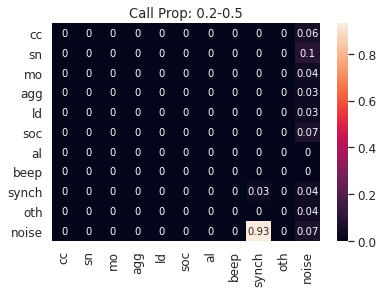 Call Prop: 0.2-0.5
cc 0 0 0 0 0 0 0 0 0 0 0.06
sn 0 0 0 0 0 0 0 0 0 0 0.1
mo 0 0 0 0 0 0 0 0 0 0 0.04
agg 0 0 0 0 0 0 0 0 0 0 0.03
ld 0 0 0 0 0 0 0 0 0 0 0.03
soc 0 0 0 0 0 0 0 0 0 0 0.07
al 0 0 0 0 0 0 0 0 0 0 0
beep 0 0 0 0 0 0 0 0 0 0 0
synch 0 0 0 0 0 0 0 0 0.03 0 0.04
oth 0 0 0 0 0 0 0 0 0 0 0.04
noise 0 0 0 0 0 0 0 0 0.93 0 0.07
cc sn mo agg ld soc al beep synch oth noise
0.8
0.6
0.4
0.2
0.0